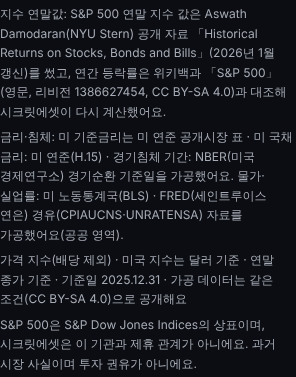 지수 연말값: S&P 500 연말 지수 값은 Aswath
Damodaran(NYU Stern) 공개 자료 「Historical
Returns on Stocks, Bonds and Bills」(2026년 1월
갱신)를 썼고, 연간 등락률은 위키백과 「S&P 500」
(영문, 리비전 1386627454, CC BY-SA 4.0)과 대조해
시크릿에셋이 다시 계산했어요.
금리·침체: 미 기준금리는 미 연준 공개시장 표 · 미 국채
금리: 미 연준(H.15) · 경기침체 기간: NBER(미국
경제연구소) 경기순환 기준일을 가공했어요. 물가·
실업률: 미 노동통계국(BLS) · FRED(세인트루이스
연은) 경유(CPIAUCNS·UNRATENSA) 자료를
가공했어요(공공 영역).
가격 지수(배당 제외) · 미국 지수는 달러 기준 · 연말
종가 기준 · 기준일 2025.12.31 · 가공 데이터는 같은
조건(CC BY-SA 4.0)으로 공개해요
S&P 500은 S&P Dow Jones Indices의 상표이며,
시크릿에셋은 이 기관과 제휴 관계가 아니에요. 과거
시장 사실이며 투자 권유가 아니에요.